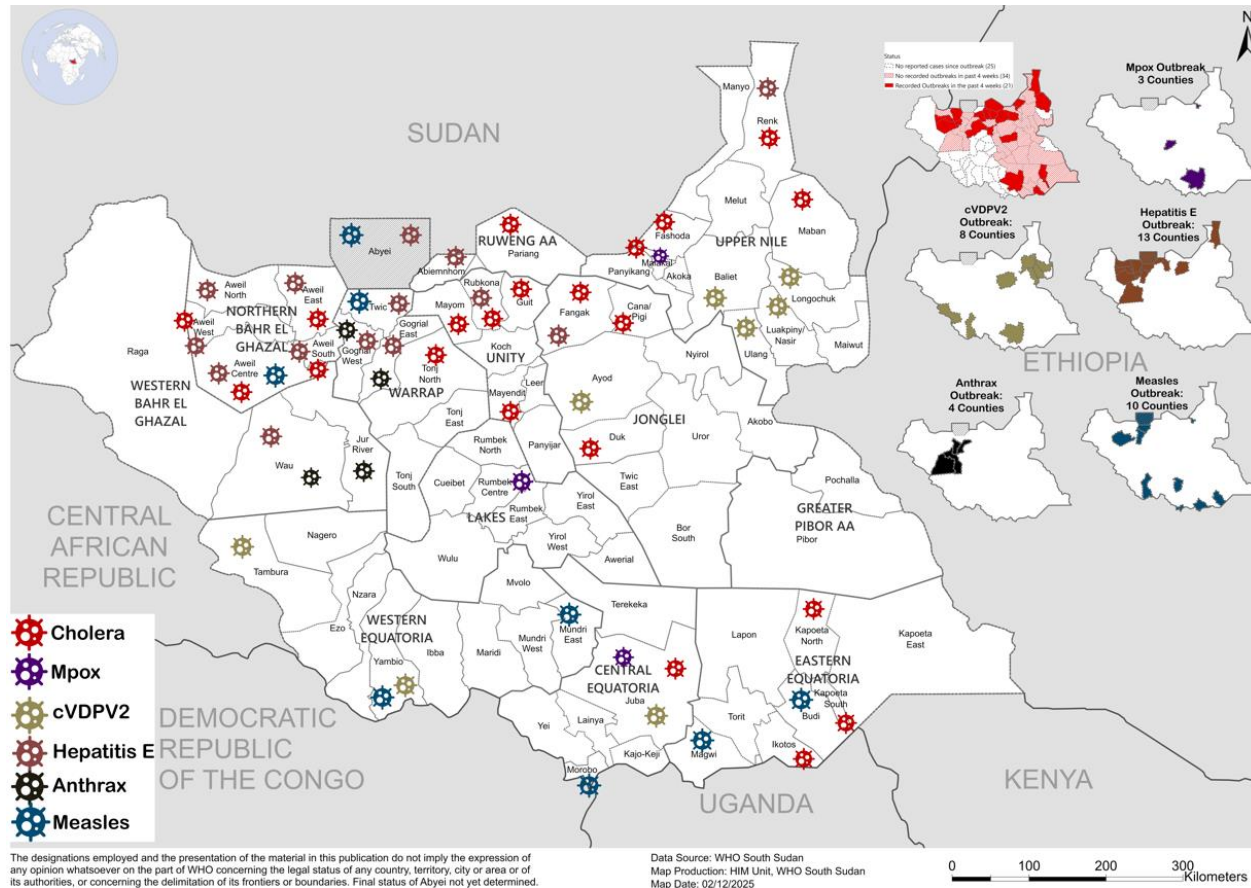 N
Status
No reported cases since outbreak (25)
No recorded outbreaks in past 4 weeks (34)
Recorded Outbreaks in the past 4 weeks (21)
Mpox Outbreak
3 Counties
cVDPV2
Outbreak:
8 Counties
Hepatitis E
Outbreak:
13 Counties
Anthrax
Outbreak:
4 Counties
Measles
Outbreak:
10 Counties
SUDAN
ETHIOPIA
KENYA
UGANDA
DEMOCRATIC
REPUBLIC
OF THE CONGO
CENTRAL
AFRICAN
REPUBLIC
Manyo
Renk
Melut
Maban
Fashoda
UPPER NILE
Panyikang
Malakal
Akoka
Baliet
Longochuk
Luakpiny/
Nasir
Ulang
Maiwut
Abyei
RUWENG AA
Pariang
Abiemnhom
Rubkona
Mayom
Guit
Koch
UNITY
Leer
Mayendit
Panyijar
Fangak
Cana/
Pigi
Nyirol
Ayod
JONGLEI
Akobo
Duk
Uror
Twic
East
Bor
South
Pochalla
GREATER
PIBOR AA
Pibor
Aweil
North
Aweil
East
NORTHERN
BAHR EL
GHAZAL
Aweil
West
Aweil
South
Aweil
Centre
Twic
Gogrial
East
Gogrial
West
Tonj
North
WARRAP
Tonj
East
Tonj
South
Raga
WESTERN
BAHR EL
GHAZAL
Wau
Jur
River
Rumbek
North
Cueibet
Rumbek
Centre
LAKES
Rumbek
East
Yirol
East
Yirol
West
Awerial
Wulu
Nagero
Tambura
Nzara
Ezo
WESTERN
EQUATORIA
Yambio
Ibba
Maridi
Mvolo
Mundri
West
Mundri
East
Terekeka
CENTRAL
EQUATORIA
Juba
Yei
Lainya
Morobo
Kajo-Keji
Lapon
Kapoeta
North
Kapoeta
East
EASTERN
EQUATORIA
Kapoeta
South
Budi
Torit
Ikotos
Magwi
Cholera
Mpox
cVDPV2
Hepatitis E
Anthrax
Measles
The designations employed and the presentation of the material in this publication do not imply the expression of
any opinion whatsoever on the part of WHO concerning the legal status of any country, territory, city or area or of
its authorities, or concerning the delimitation of its frontiers or boundaries. Final status of Abyei not yet determined.
Data Source: WHO South Sudan
Map Production: HIM Unit, WHO South Sudan
Map Date: 02/12/2025
0 50 100 200 300
Kilometers